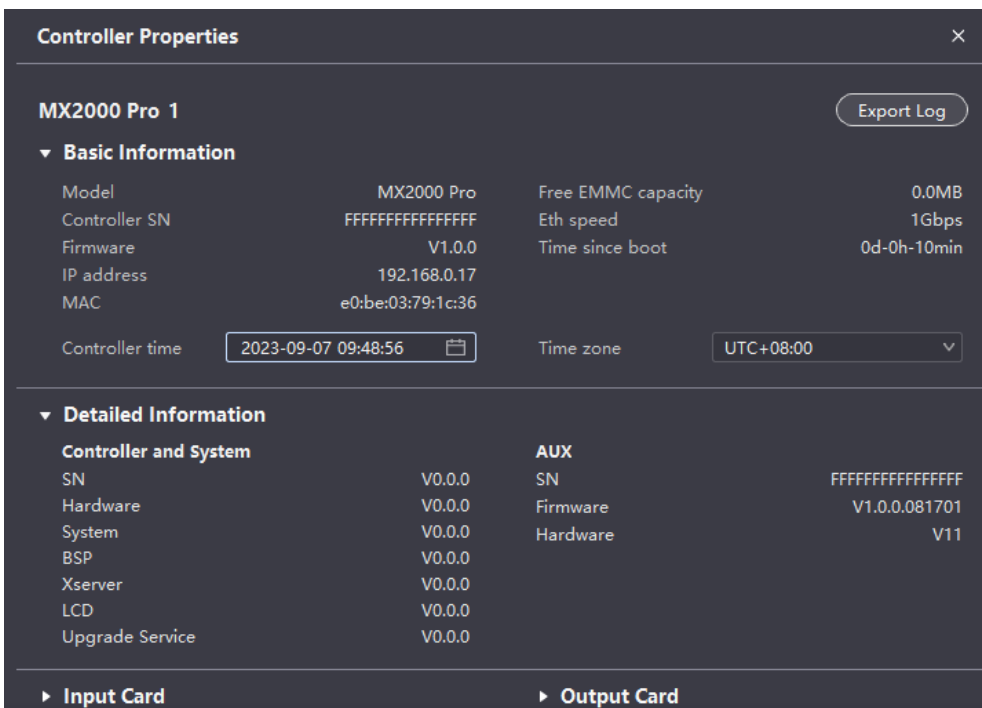 Controller Properties
MX2000 Pro 1
Export Log
Basic Information
Model MX2000 Pro Free EMMC capacity 0.0MB
Controller SN FFFFFFFFFFFFFFFF Eth speed 1Gbps
Firmware V1.0.0 Time since boot 0d-0h-10min
IP address 192.168.0.17
MAC e0:be:03:79:1c:36
Controller time 2023-09-07 09:48:56 Time zone UTC+08:00
Detailed Information
Controller and System AUX
SN V0.0.0 SN FFFFFFFFFFFFFFFF
Hardware V0.0.0 Firmware V1.0.0.081701
System V0.0.0 Hardware V11
BSP V0.0.0
Xserver V0.0.0
LCD V0.0.0
Upgrade Service V0.0.0
Input Card Output Card